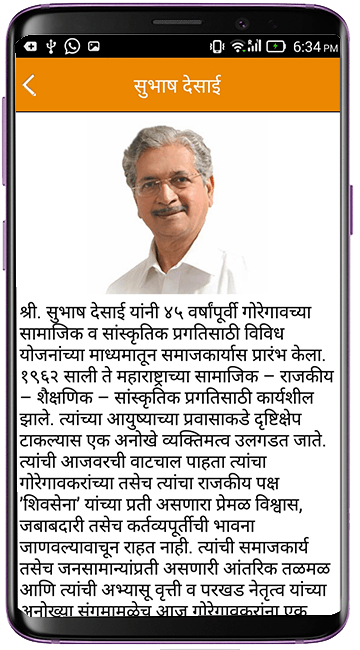 6:34 PM
सुभाष देसाई
श्री. सुभाष देसाई यांनी ४५ वर्षांपूर्वी गोरेगावच्या
सामाजिक व सांस्कृतिक प्रगतिसाठी विविध
योजनांच्या माध्यमातून समाजकार्यास प्रारंभ केला.
१९६२ साली ते महाराष्ट्राच्या सामाजिक – राजकीय
– शैक्षणिक – सांस्कृतिक प्रगतिसाठी कार्यशील
झाले. त्यांच्या आयुष्याच्या प्रवासाकडे दृष्टिक्षेप
टाकल्यास एक अनोखे व्यक्तिमत्व उलगडत जाते.
त्यांची आजवरची वाटचाल पाहता त्यांचा
गोरेगावकरांच्या तसेच त्यांचा राजकीय पक्ष
’शिवसेना’ यांच्या प्रती असणारा प्रेमळ विश्वास,
जबाबदारी तसेच कर्तव्यपूर्तीची भावना
जाणवल्यावाचून राहत नाही. त्यांची समाजकार्य
तसेच जनसामान्यांप्रती असणारी आंतरिक तळमळ
आणि त्यांची अभ्यासू वृत्ती व परखड नेतृत्व यांच्या
अनोख्या संगमामुळेच आज गोरेगावकरांना एक